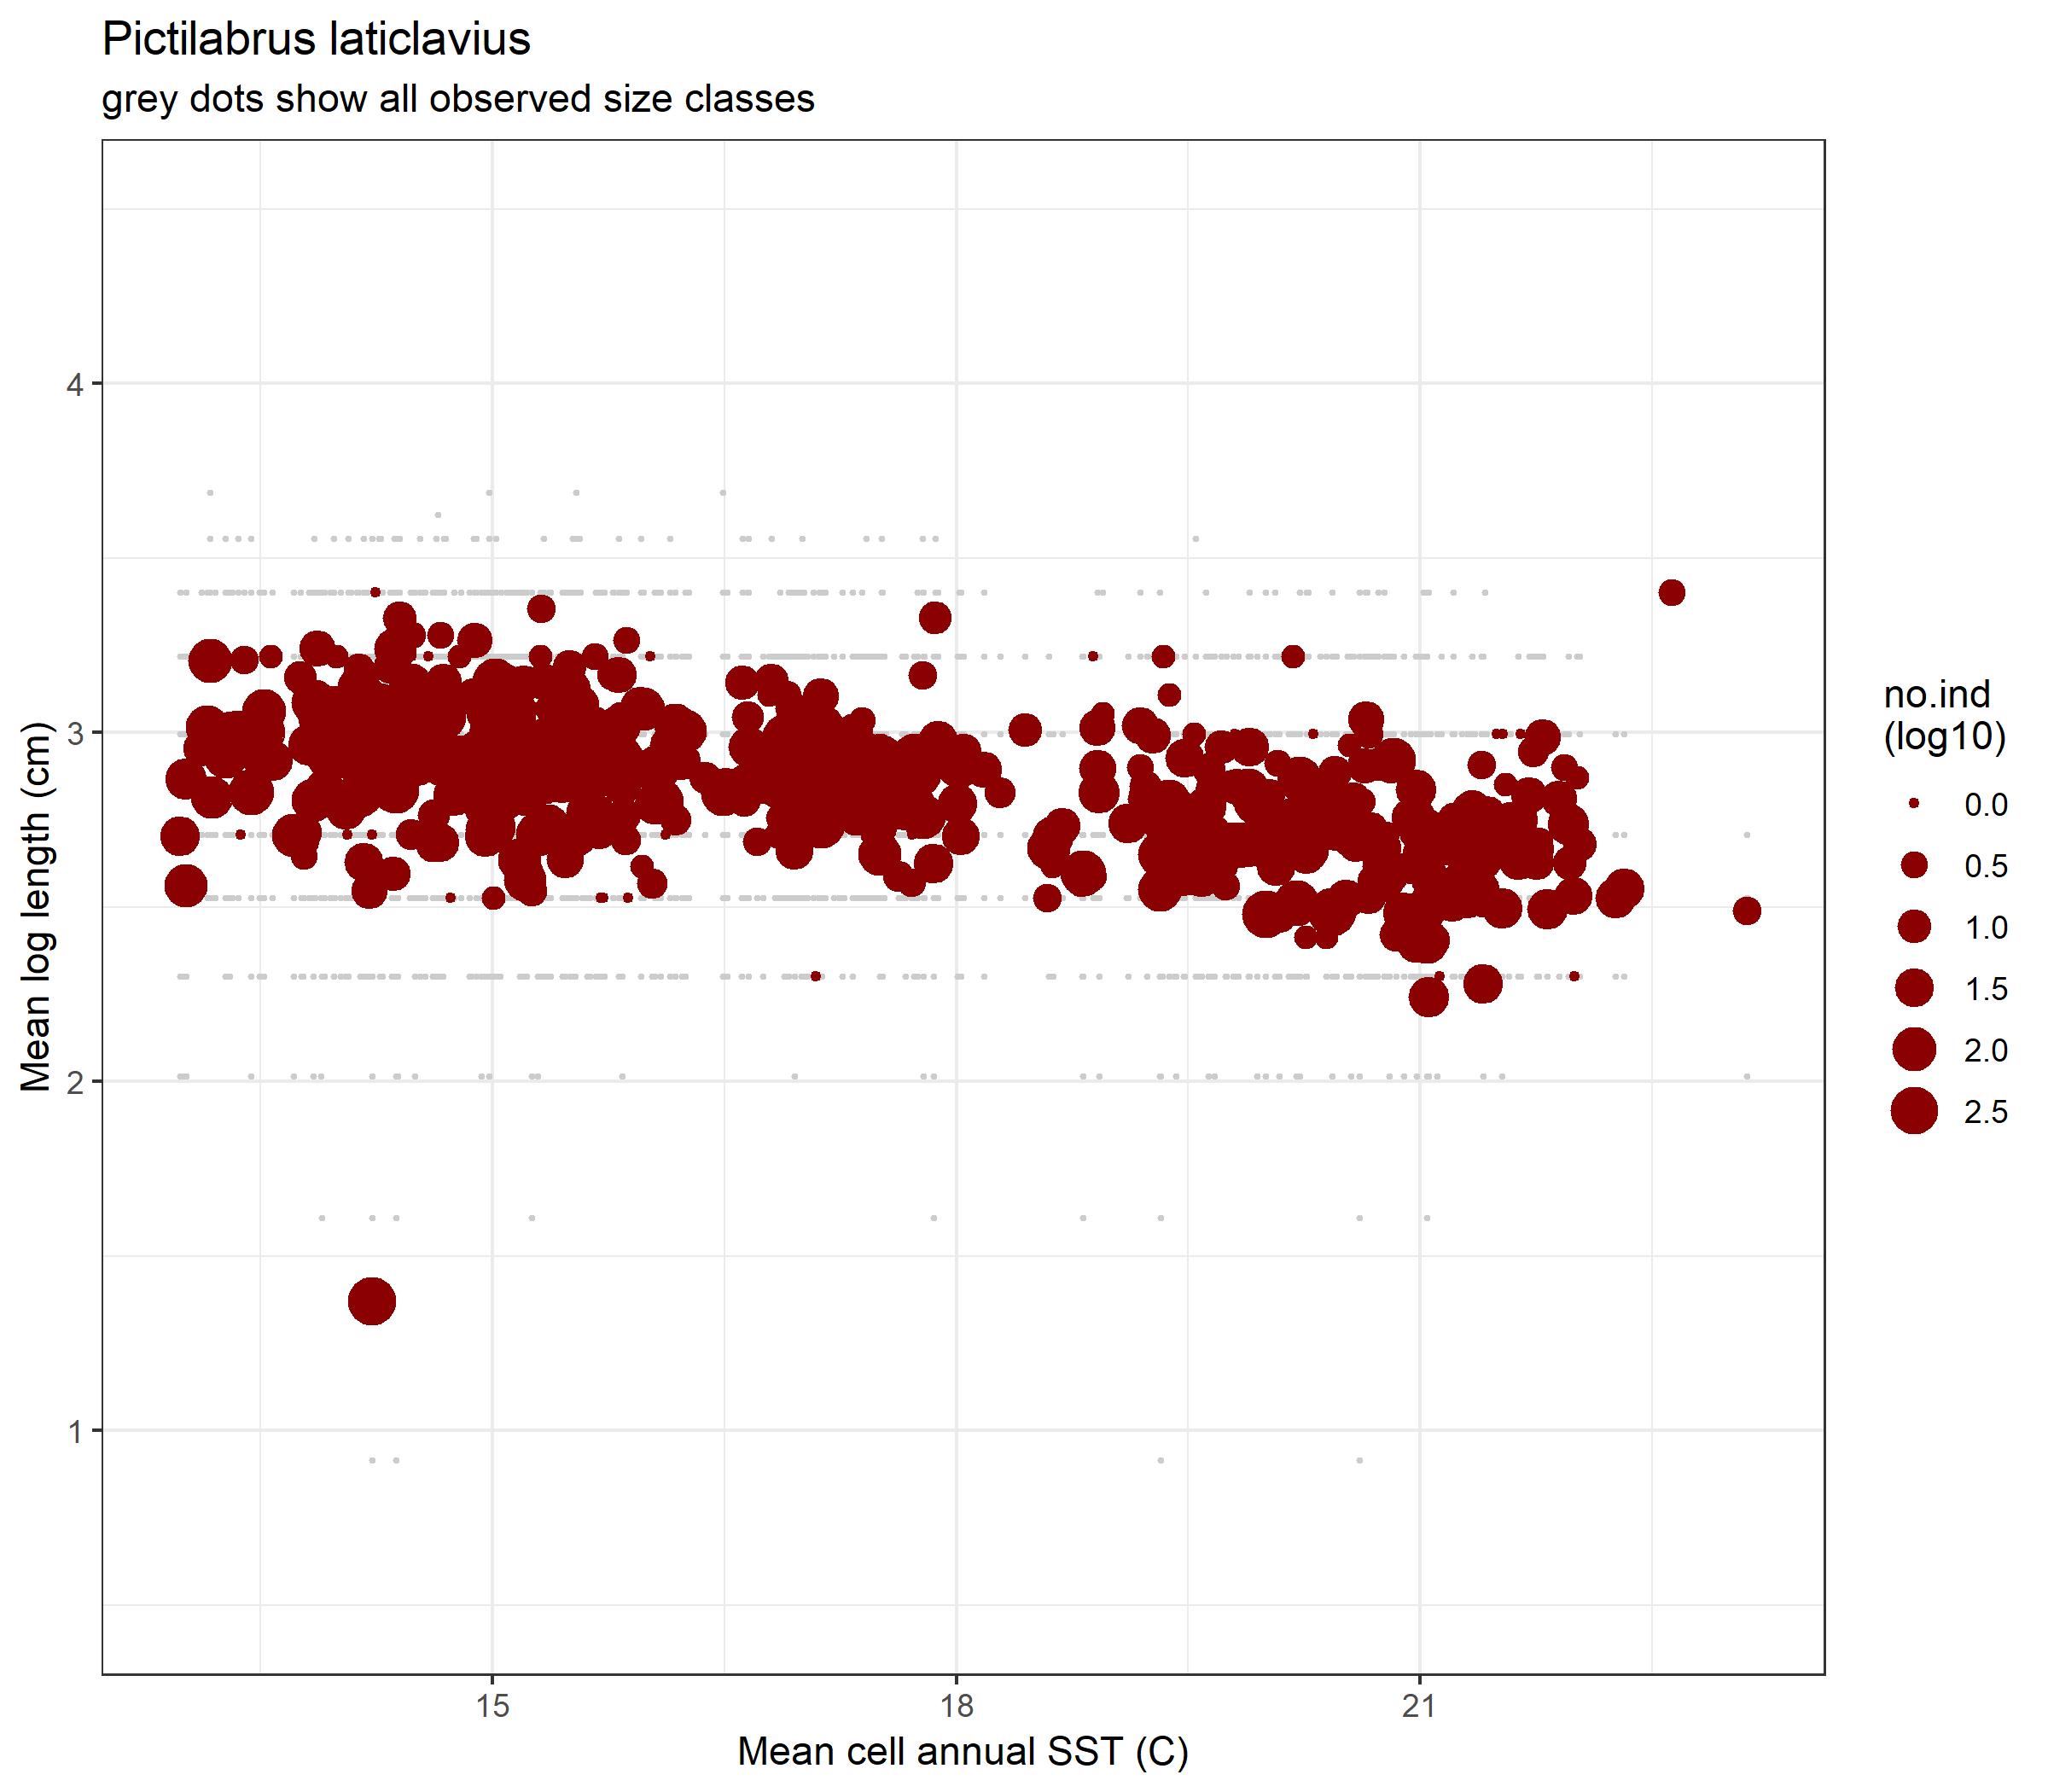 Pictilabrus laticlavius
grey dots show all observed size classes
Mean log length (cm)
4
3
2
1
15
18
21
Mean cell annual SST (C)
no.ind
(log10)
0.0
0.5
1.0
1.5
2.0
2.5